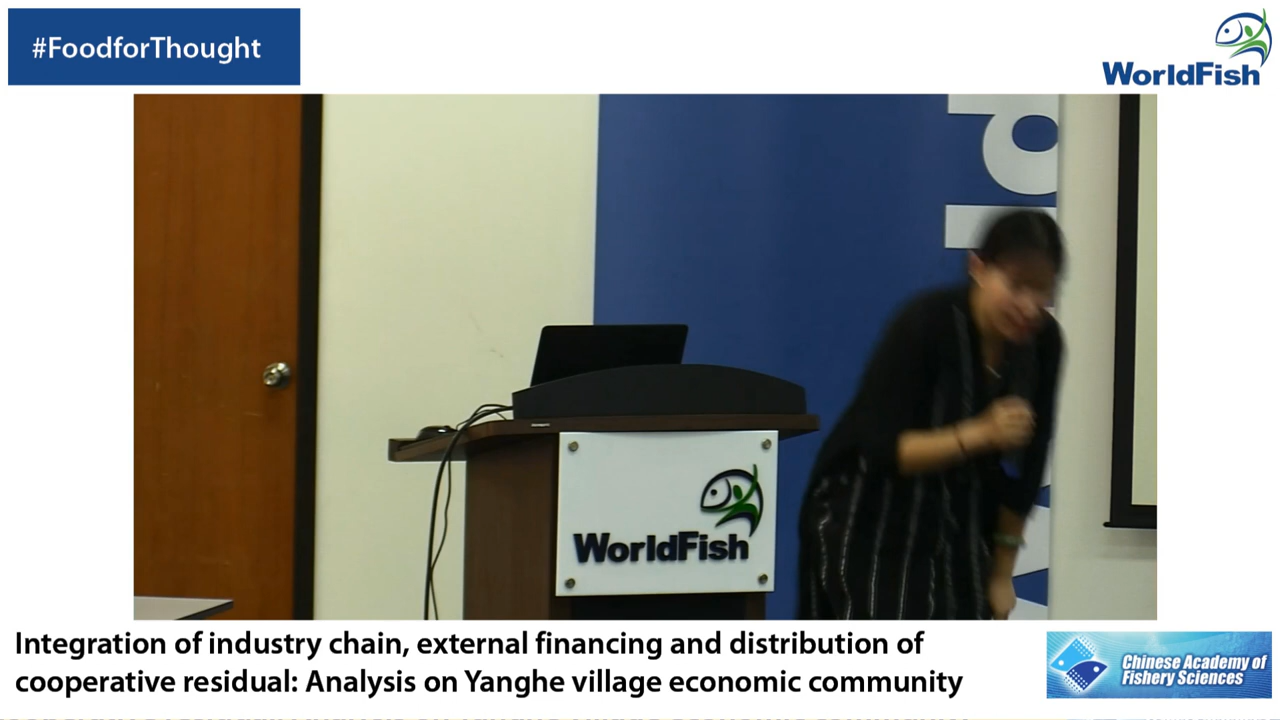 #FoodforThought
WorldFish
ld
WorldFish
Integration of industry chain, external financing and distribution of
cooperative residual: Analysis on Yanghe village economic community
Chinese Academy of
Fishery Sciences